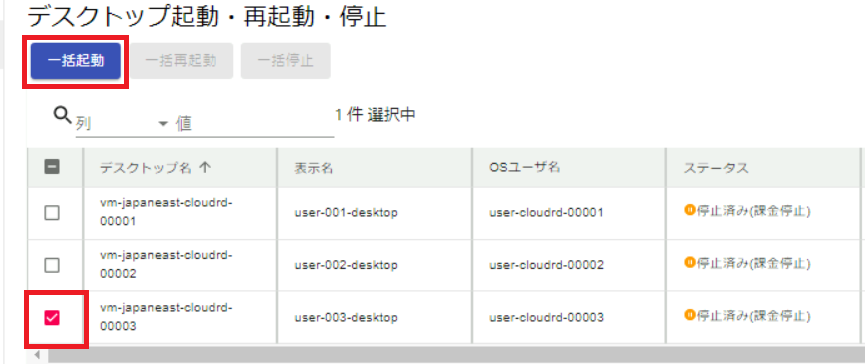 デスクトップ起動・再起動・停止
一括起動 一括再起動 一括停止
列 値 1 件 選択中
デスクトップ名 表示名 OSユーザ名 ステータス
vm-japaneast-cloudrd-
00001 user-001-desktop user-cloudrd-00001 停止済み(課金停止)
vm-japaneast-cloudrd-
00002 user-002-desktop user-cloudrd-00002 停止済み(課金停止)
vm-japaneast-cloudrd-
00003 user-003-desktop user-cloudrd-00003 停止済み(課金停止)